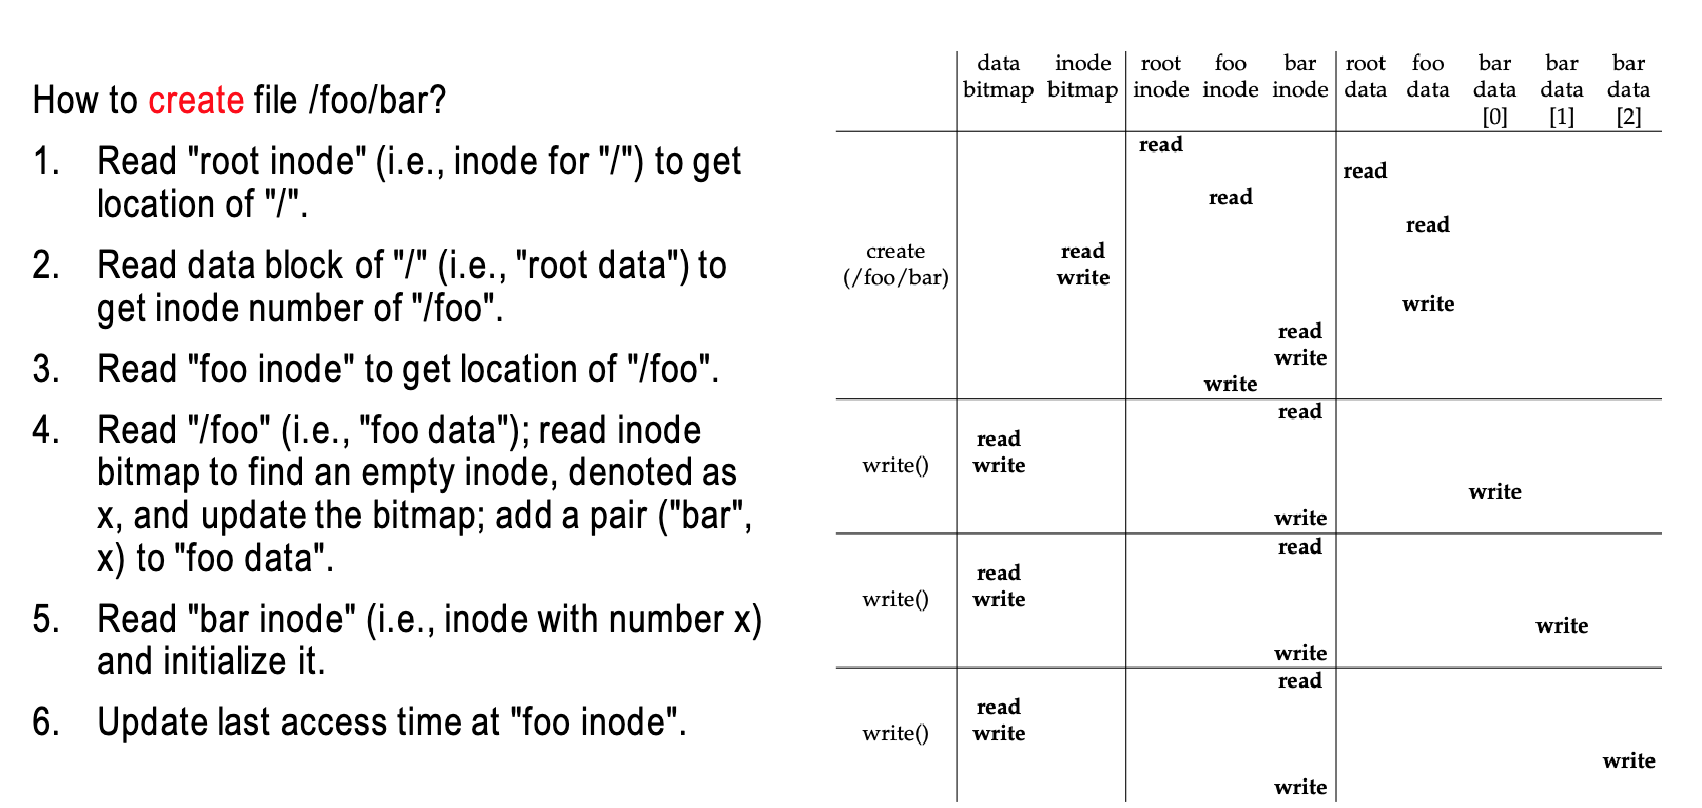 How to create file /foo/bar?
1. Read "root inode" (i.e., inode for "/") to get
location of "/".
2. Read data block of "/" (i.e., "root data") to
get inode number of "/foo".
3. Read "foo inode" to get location of "/foo".
4. Read "/foo" (i.e., "foo data"); read inode
bitmap to find an empty inode, denoted as
x, and update the bitmap; add a pair ("bar",
x) to "foo data".
5. Read "bar inode" (i.e., inode with number x)
and initialize it.
6. Update last access time at "foo inode".
data inode root foo bar root foo bar bar bar
bitmap bitmap inode inode inode data data data data data
[0] [1] [2]
read
read
read
read
create read
(/foo/bar) write
write
read
write
write
read
read
write() write
write
write
read
read
write() write
write
write
read
read
write() write
write
write